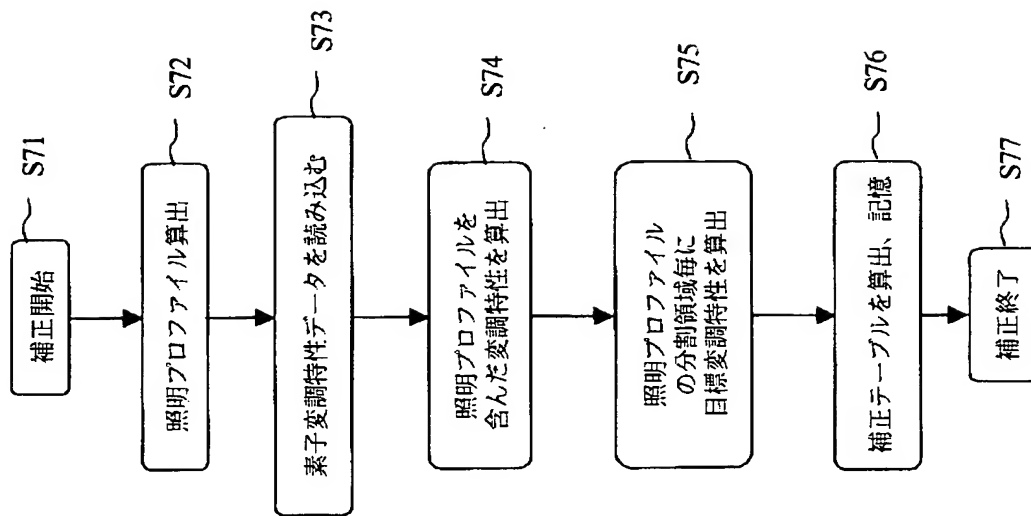 補正開始
S71
照明プロファイル算出
S72
素子変調特性データを読み込む
S73
照明プロファイルを
含んだ変調特性を算出
S74
照明プロファイル
の分割領域毎に
目標変調特性を算出
S75
補正テーブルを算出、記憶
S76
補正終了
S77